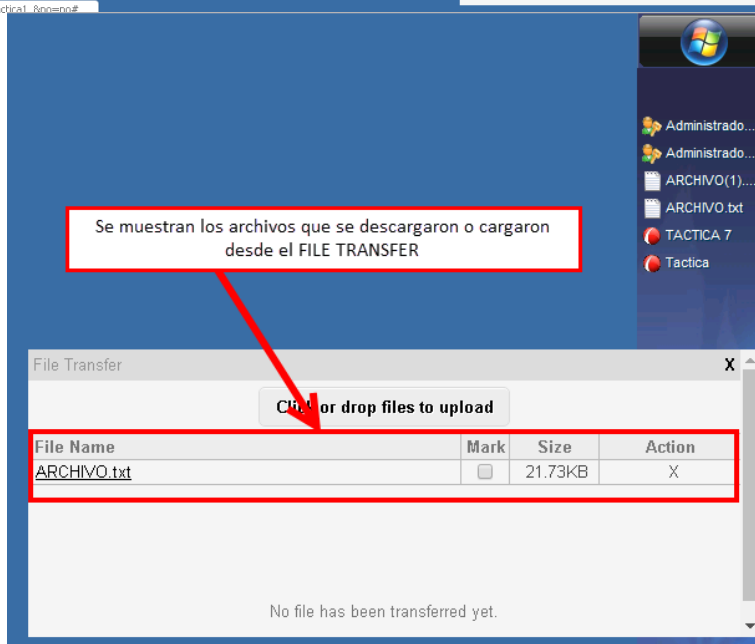 ctica1_&no=no#
Administrado...
Administrado...
ARCHIVO(1)....
ARCHIVO.txt
TACTICA 7
Tactica
Se muestran los archivos que se descargaron o cargaron
desde el FILE TRANSFER
File Transfer X
Click or drop files to upload
File Name Mark Size Action
ARCHIVO.txt 21.73KB X
No file has been transferred yet.